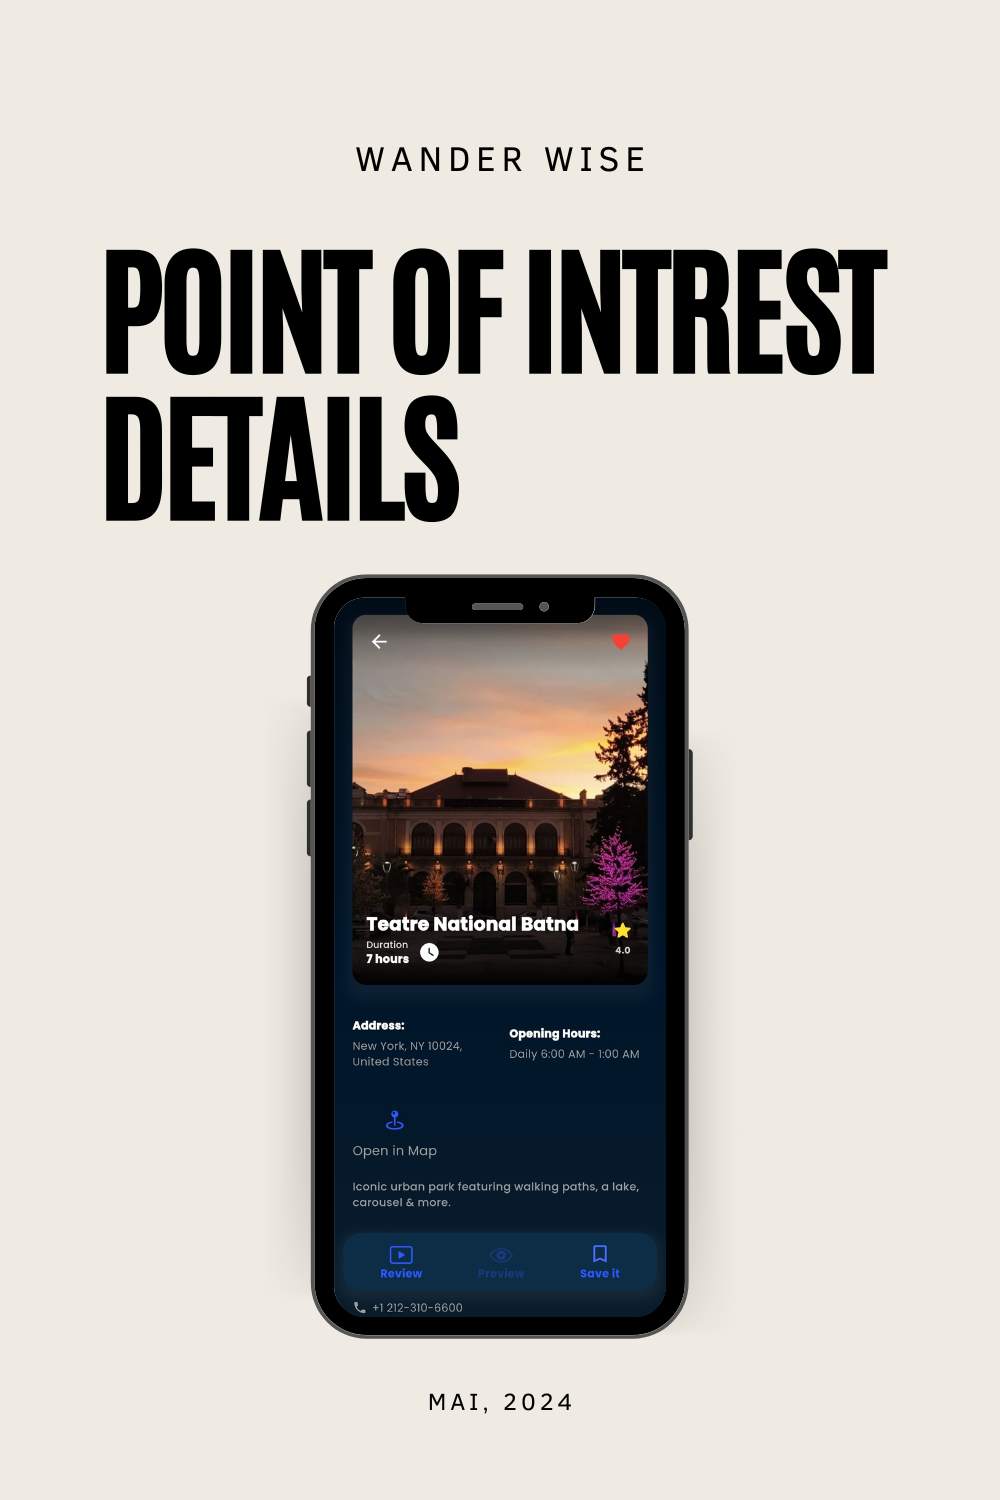 WANDER WISE
POINT OF INTREST
DETAILS
Teatre National Batna
Duration
7 hours
4.0
Address:
New York, NY 10024,
United States
Opening Hours:
Daily 6:00 AM - 1:00 AM
Open in Map
Iconic urban park featuring walking paths, a lake,
carousel & more.
Review
Preview
Save it
+1 212-310-6600
MAI, 2024